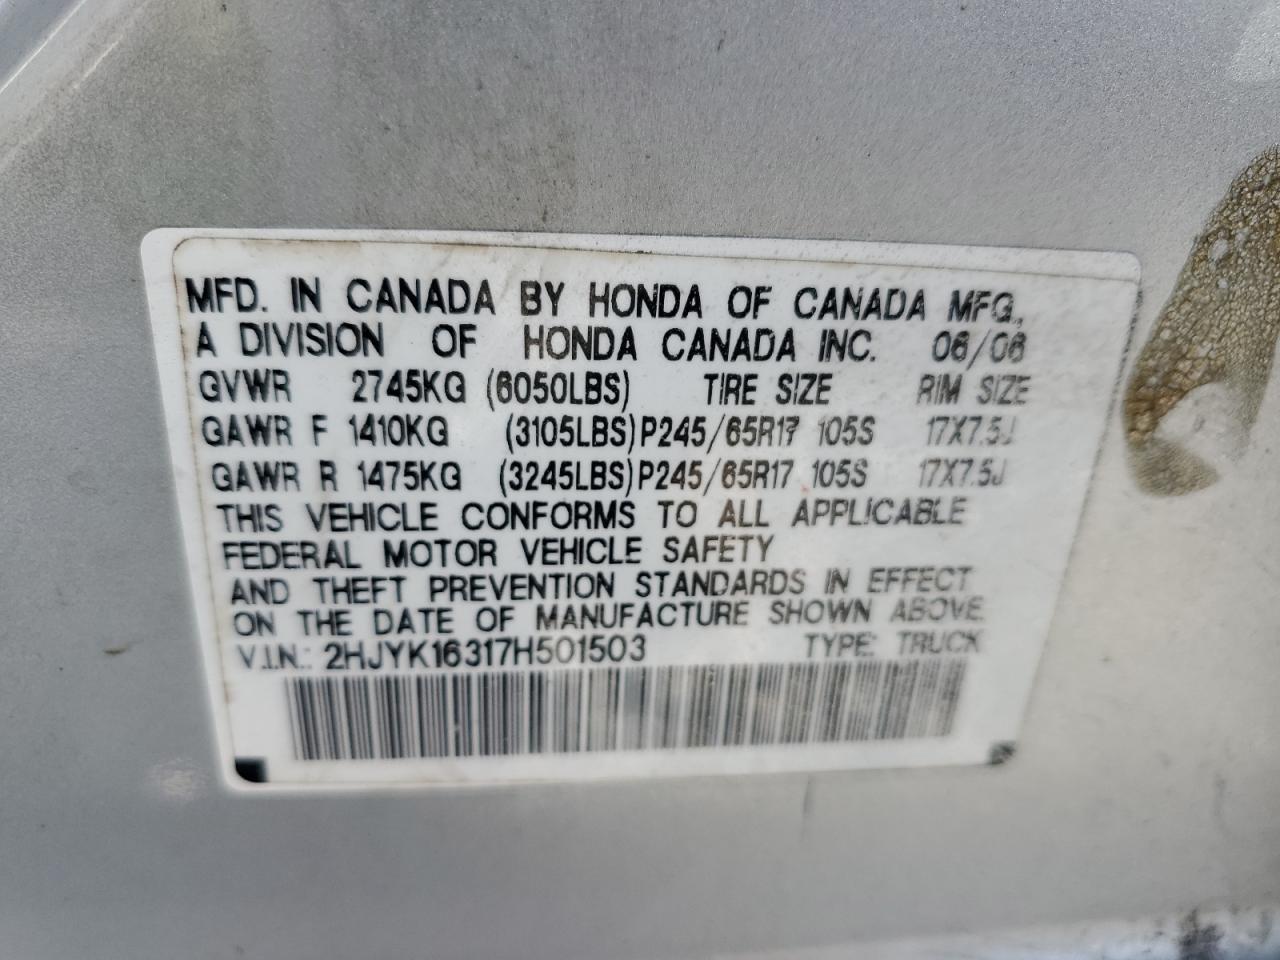 MFD. IN CANADA BY HONDA OF CANADA MFG.,
A DIVISION OF HONDA CANADA INC. 06/06
GVWR 2745KG (6050LBS) TIRE SIZE RIM SIZE
GAWR F 1410KG (3105LBS) P245/65R17 105S 17X7.5J
GAWR R 1475KG (3245LBS) P245/65R17 105S 17X7.5J
THIS VEHICLE CONFORMS TO ALL APPLICABLE
FEDERAL MOTOR VEHICLE SAFETY
AND THEFT PREVENTION STANDARDS IN EFFECT
ON THE DATE OF MANUFACTURE SHOWN ABOVE
V.I.N.: 2HJYK16317H501503 TYPE: TRUCK